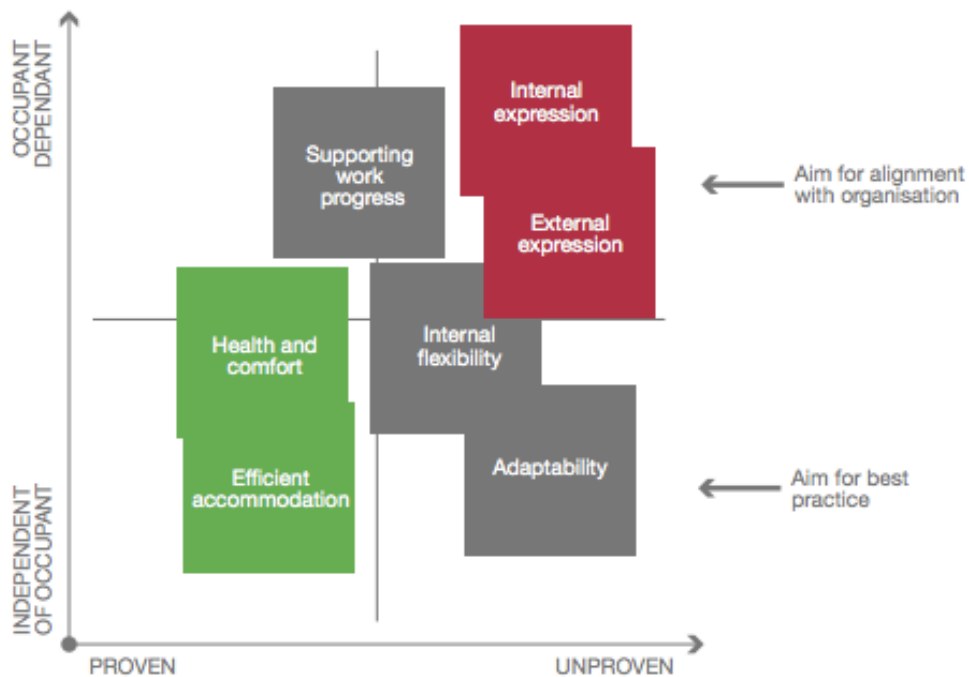 OCCUPANT
DEPENDANT
Internal
expression
Supporting
work
progress
Aim for alignment
with organisation
External
expression
Health and
comfort
Internal
flexibility
Efficient
accommodation
Adaptability
Aim for best
practice
INDEPENDENT
OF OCCUPANT
PROVEN
UNPROVEN